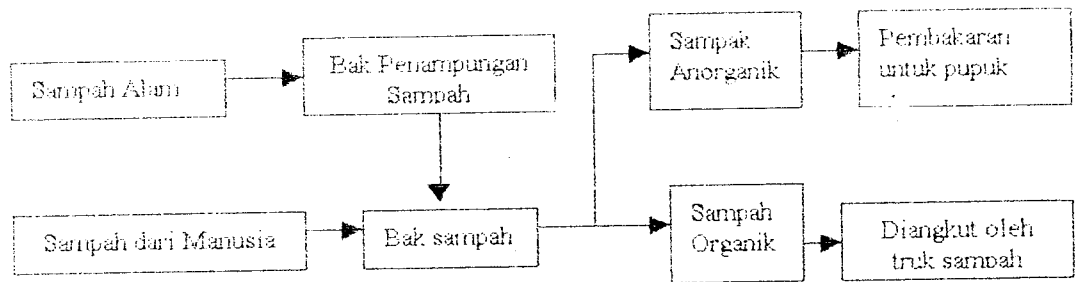 Sampah Alam
Bak Penampungan
Sampah
Sampak
Anorganik
Pembakaran
untuk pupuk
Sampah dari Manusia
Bak sampah
Sampah
Organik
Diangkut oleh
truk sampah